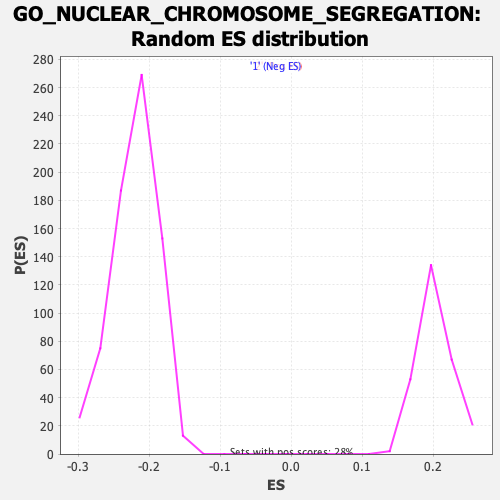 GO_NUCLEAR_CHROMOSOME_SEGREGATION:
Random ES distribution
'1' (Neg ES)
280
260
240
220
200
180
160
140
120
100
80
60
40
20
0
P(ES)
Sets with pos scores: 28%
-0.3 -0.2 -0.1 0.0 0.1 0.2
ES